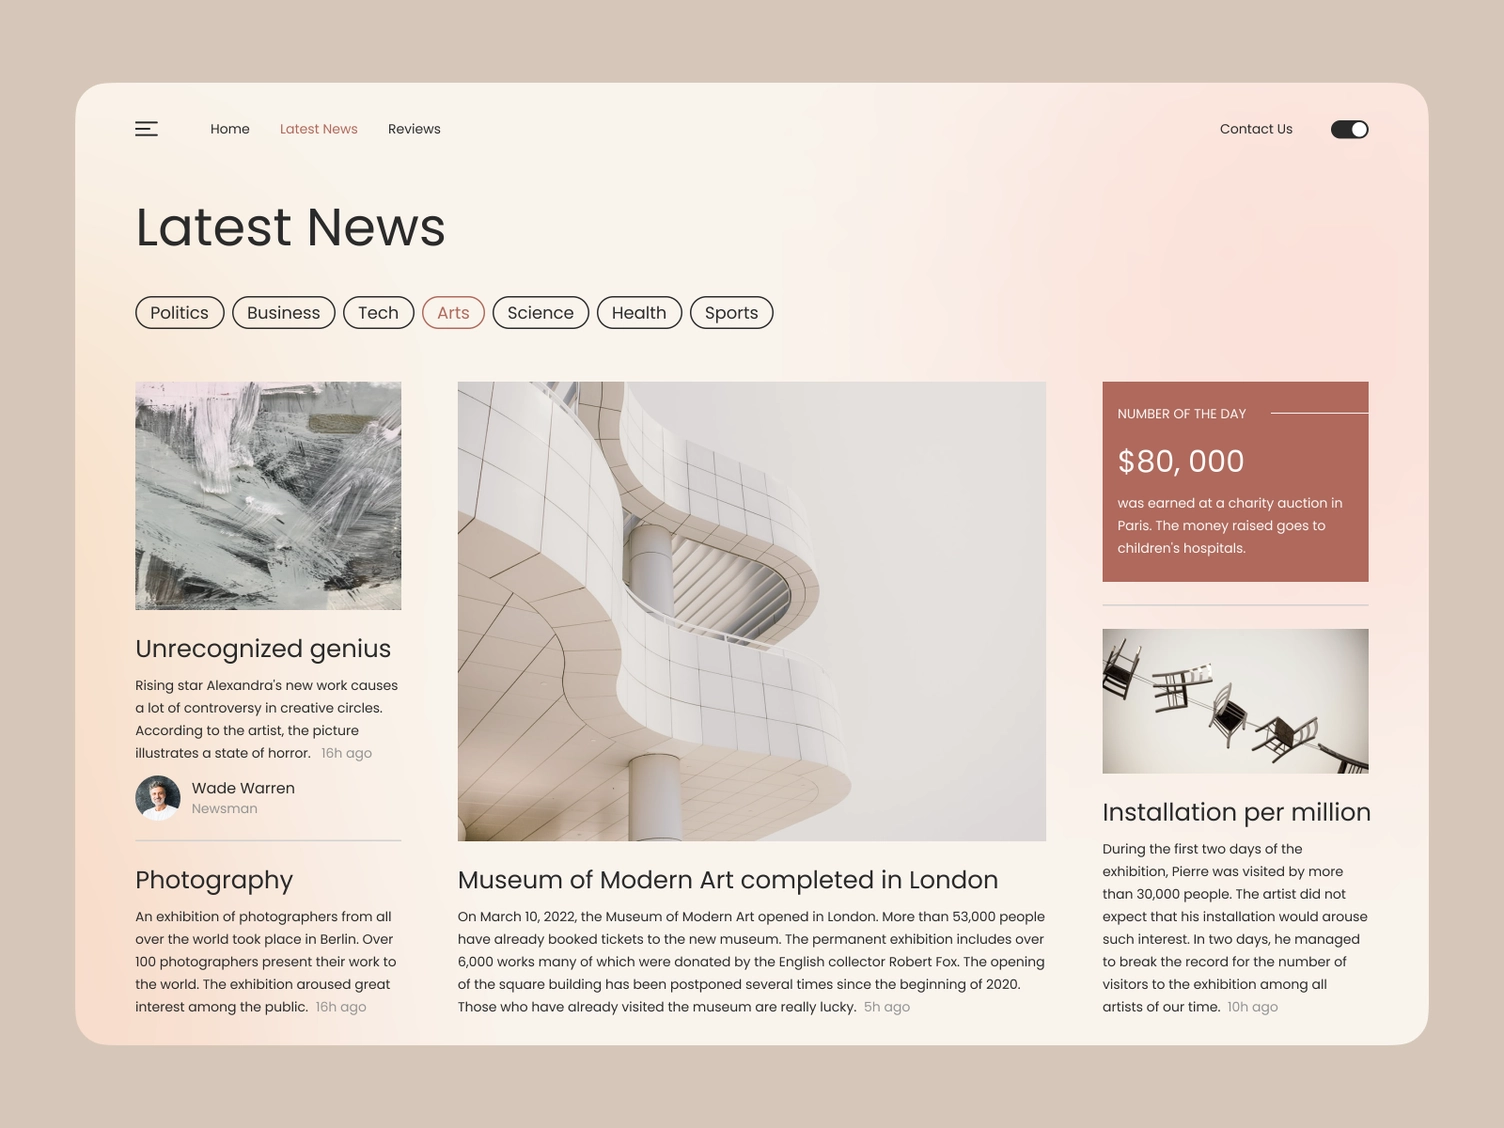 Home Latest News Reviews Contact Us
Latest News
Politics Business Tech Arts Science Health Sports
Unrecognized genius
Rising star Alexandra's new work causes
a lot of controversy in creative circles.
According to the artist, the picture
illustrates a state of horror. 16h ago
Wade Warren
Newsman
Photography
An exhibition of photographers from all
over the world took place in Berlin. Over
100 photographers present their work to
the world. The exhibition aroused great
interest among the public. 16h ago
Museum of Modern Art completed in London
On March 10, 2022, the Museum of Modern Art opened in London. More than 53,000 people
have already booked tickets to the new museum. The permanent exhibition includes over
6,000 works many of which were donated by the English collector Robert Fox. The opening
of the square building has been postponed several times since the beginning of 2020.
Those who have already visited the museum are really lucky. 5h ago
NUMBER OF THE DAY
$80, 000
was earned at a charity auction in
Paris. The money raised goes to
children's hospitals.
Installation per million
During the first two days of the
exhibition, Pierre was visited by more
than 30,000 people. The artist did not
expect that his installation would arouse
such interest. In two days, he managed
to break the record for the number of
visitors to the exhibition among all
artists of our time. 10h ago